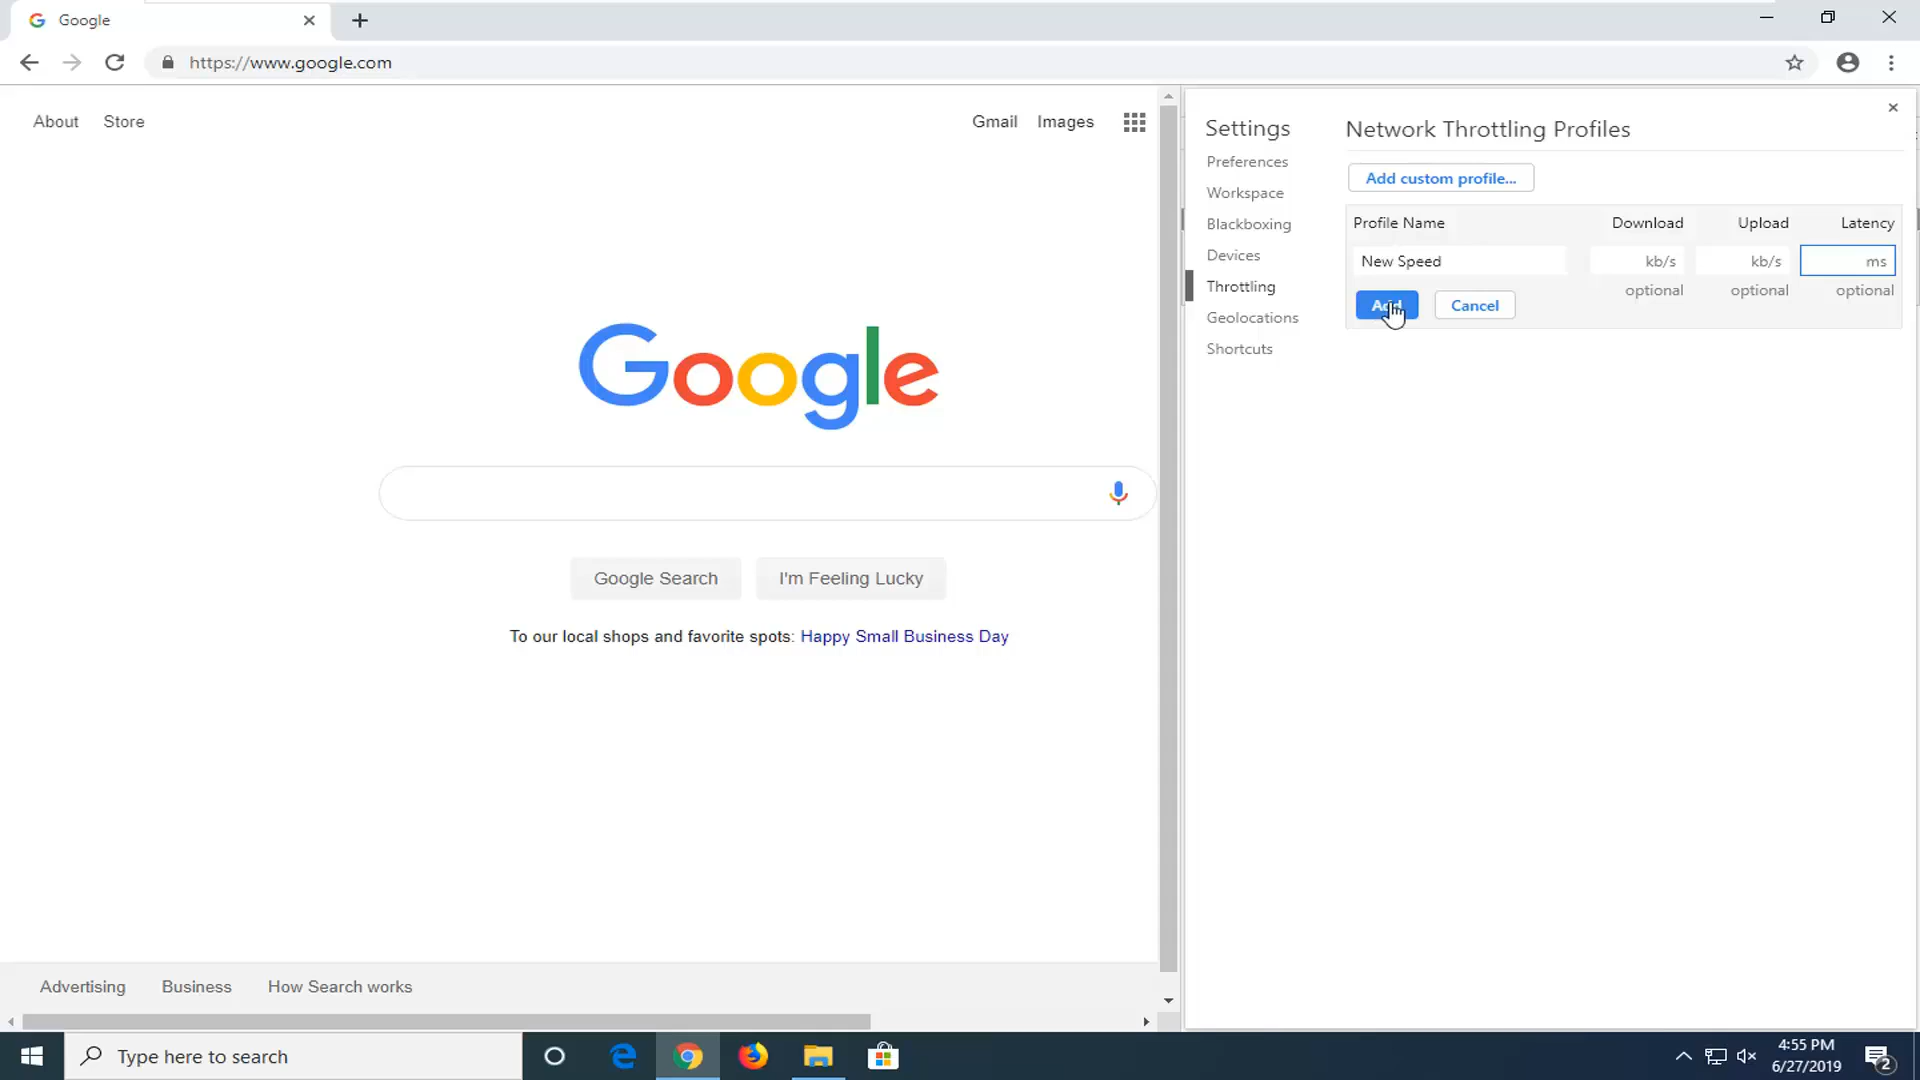 Google
https://www.google.com
About Store
Gmail Images
Google
Google Search
I'm Feeling Lucky
To our local shops and favorite spots: Happy Small Business Day
Advertising Business How Search works
Settings
Preferences
Workspace
Blackboxing
Devices
Throttling
Geolocations
Shortcuts
Network Throttling Profiles
Add custom profile...
Profile Name Download Upload Latency
New Speed kb/s kb/s ms
optional optional optional
Add Cancel
Type here to search
4:55 PM
6/27/2019
2